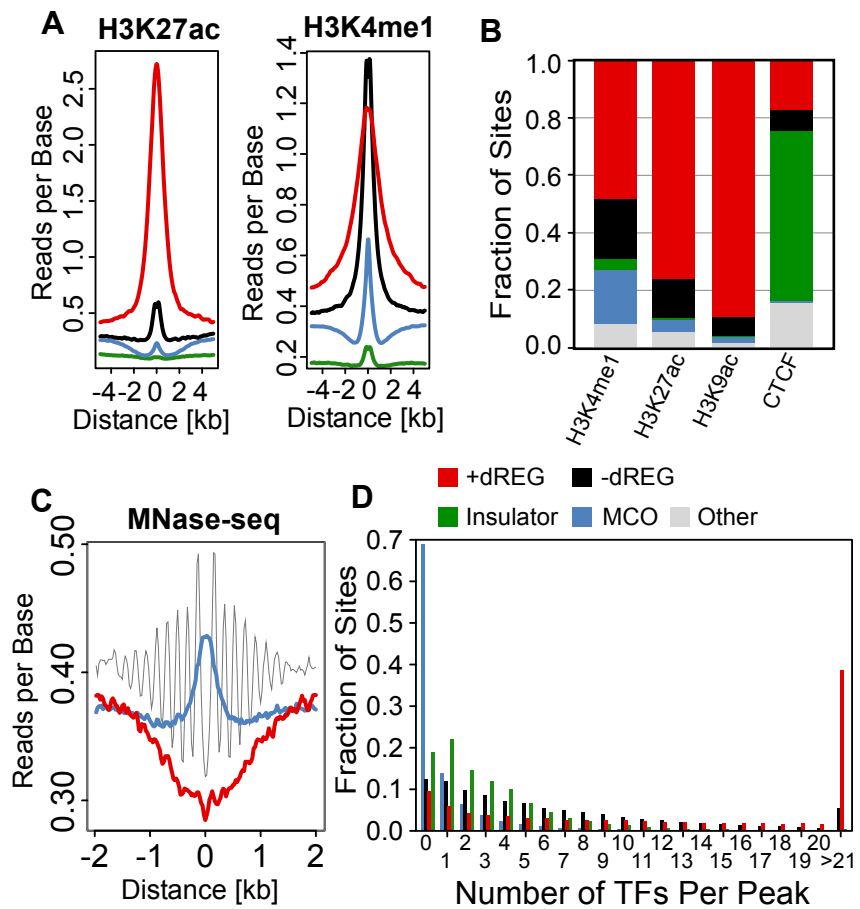 A
H3K27ac
Reads per Base
0.5 1.0 1.5 2.0 2.5
-4 -2 0 2 4
Distance [kb]
H3K4me1
Reads per Base
0.2 0.4 0.6 0.8 1.0 1.2 1.4
-4 -2 0 2 4
Distance [kb]
B
Fraction of Sites
1.0
0.8
0.6
0.4
0.2
0.0
H3K4me1
H3K27ac
H3K9ac
CTCF
+dREG -dREG
Insulator MCO Other
C
MNase-seq
Reads per Base
0.30 0.40 0.50
-2 -1 0 1 2
[kb]
D
Fraction of Sites
0.7
0.6
0.5
0.4
0.3
0.2
0.1
0.0
0 2 4 6 8 10 12 14 16 18 20
1 3 5 7 9 11 13 15 17 19 >21
Number of TFs Per Peak